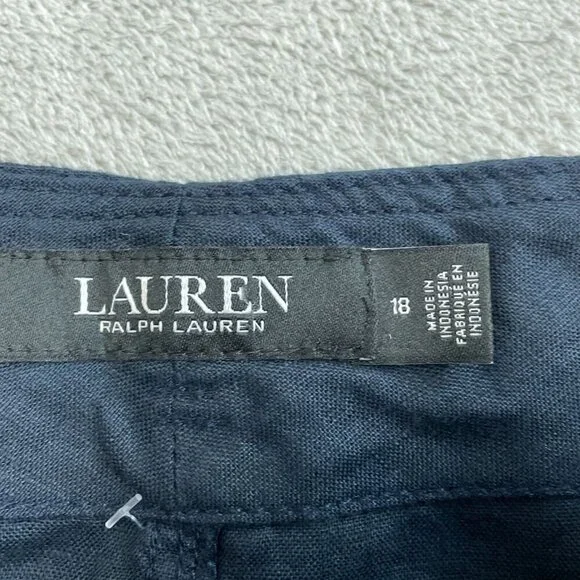 LAUREN
RALPH LAUREN
18
MADE IN
INDONESIA
FABRIQUÉ EN
INDONÉSIE